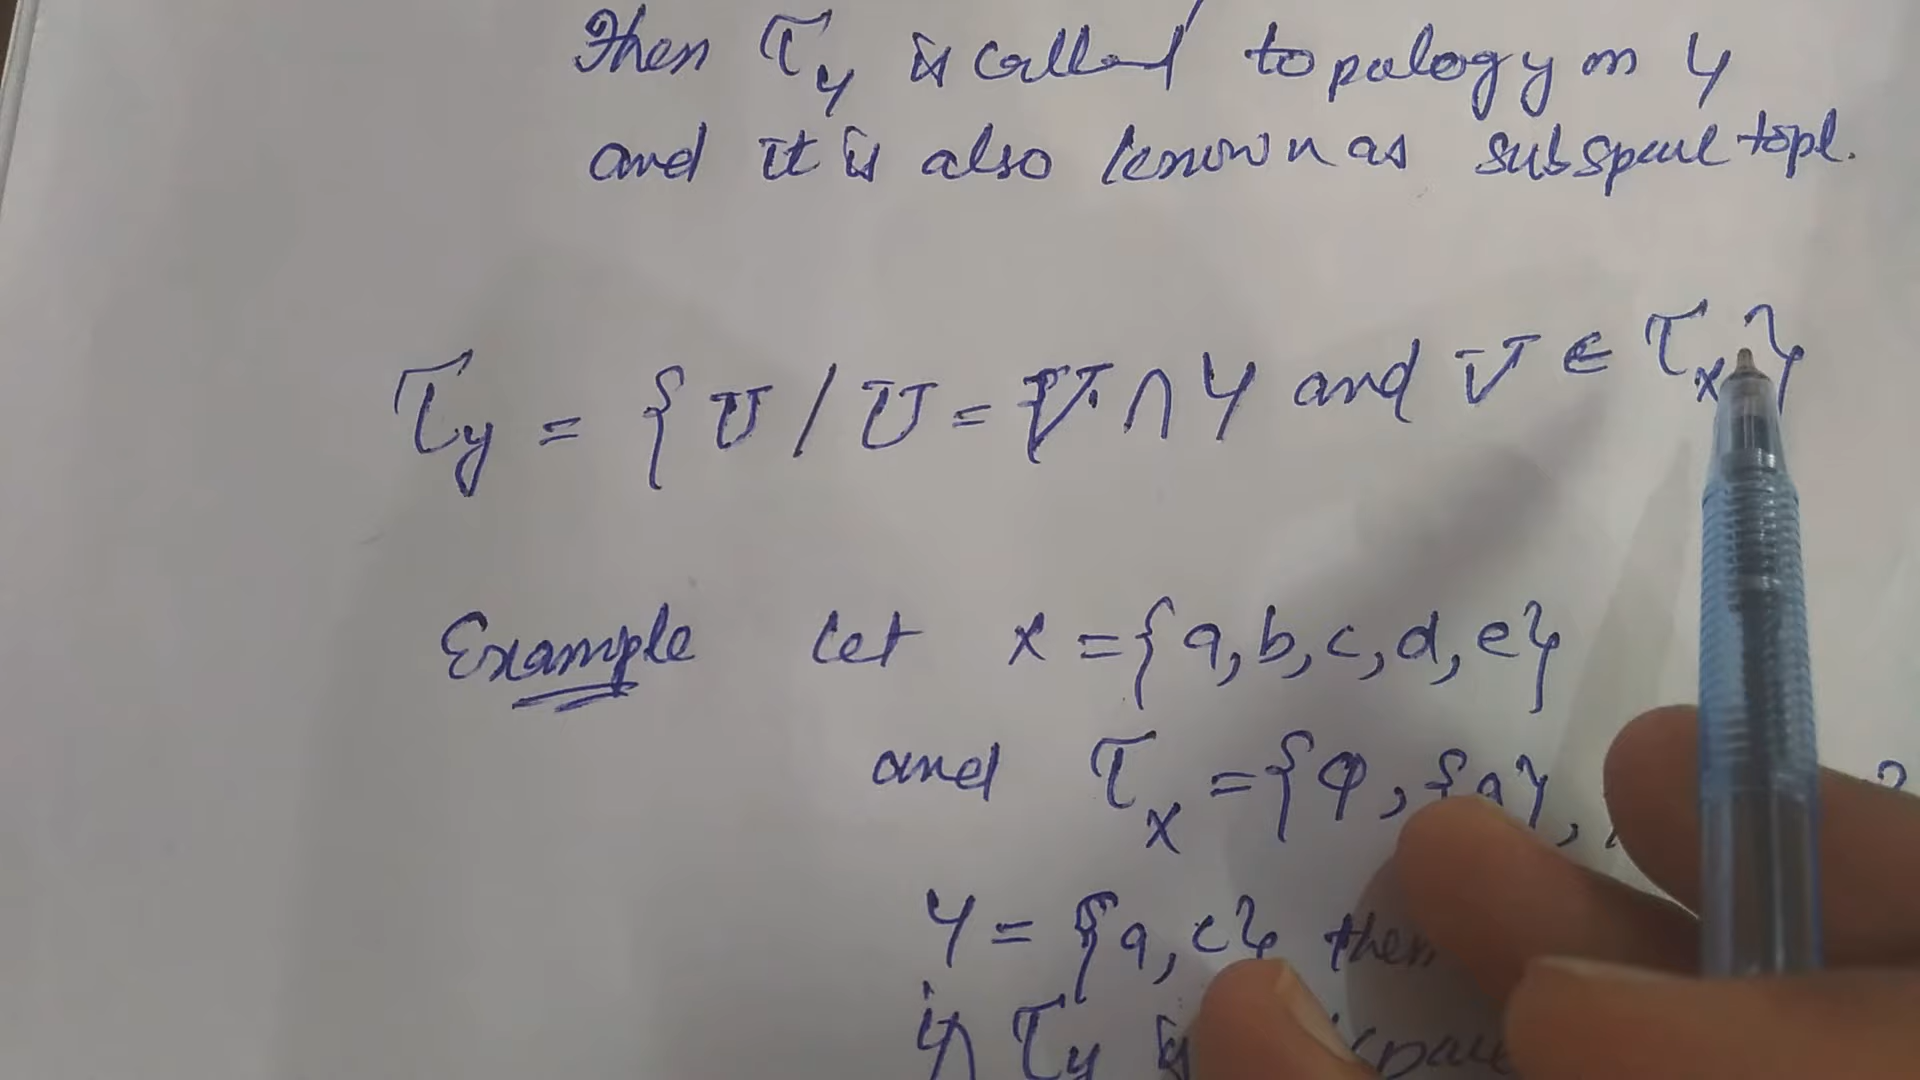 Then τ_y is called topology on Y
and it is also known as subspace topl.
τ_y = { U / U = V ∩ Y and V ∈ τ_x }
Example let x = { a, b, c, d, e }
and τ_x = { φ, { a },
Y = { a, c } then
τ_y is